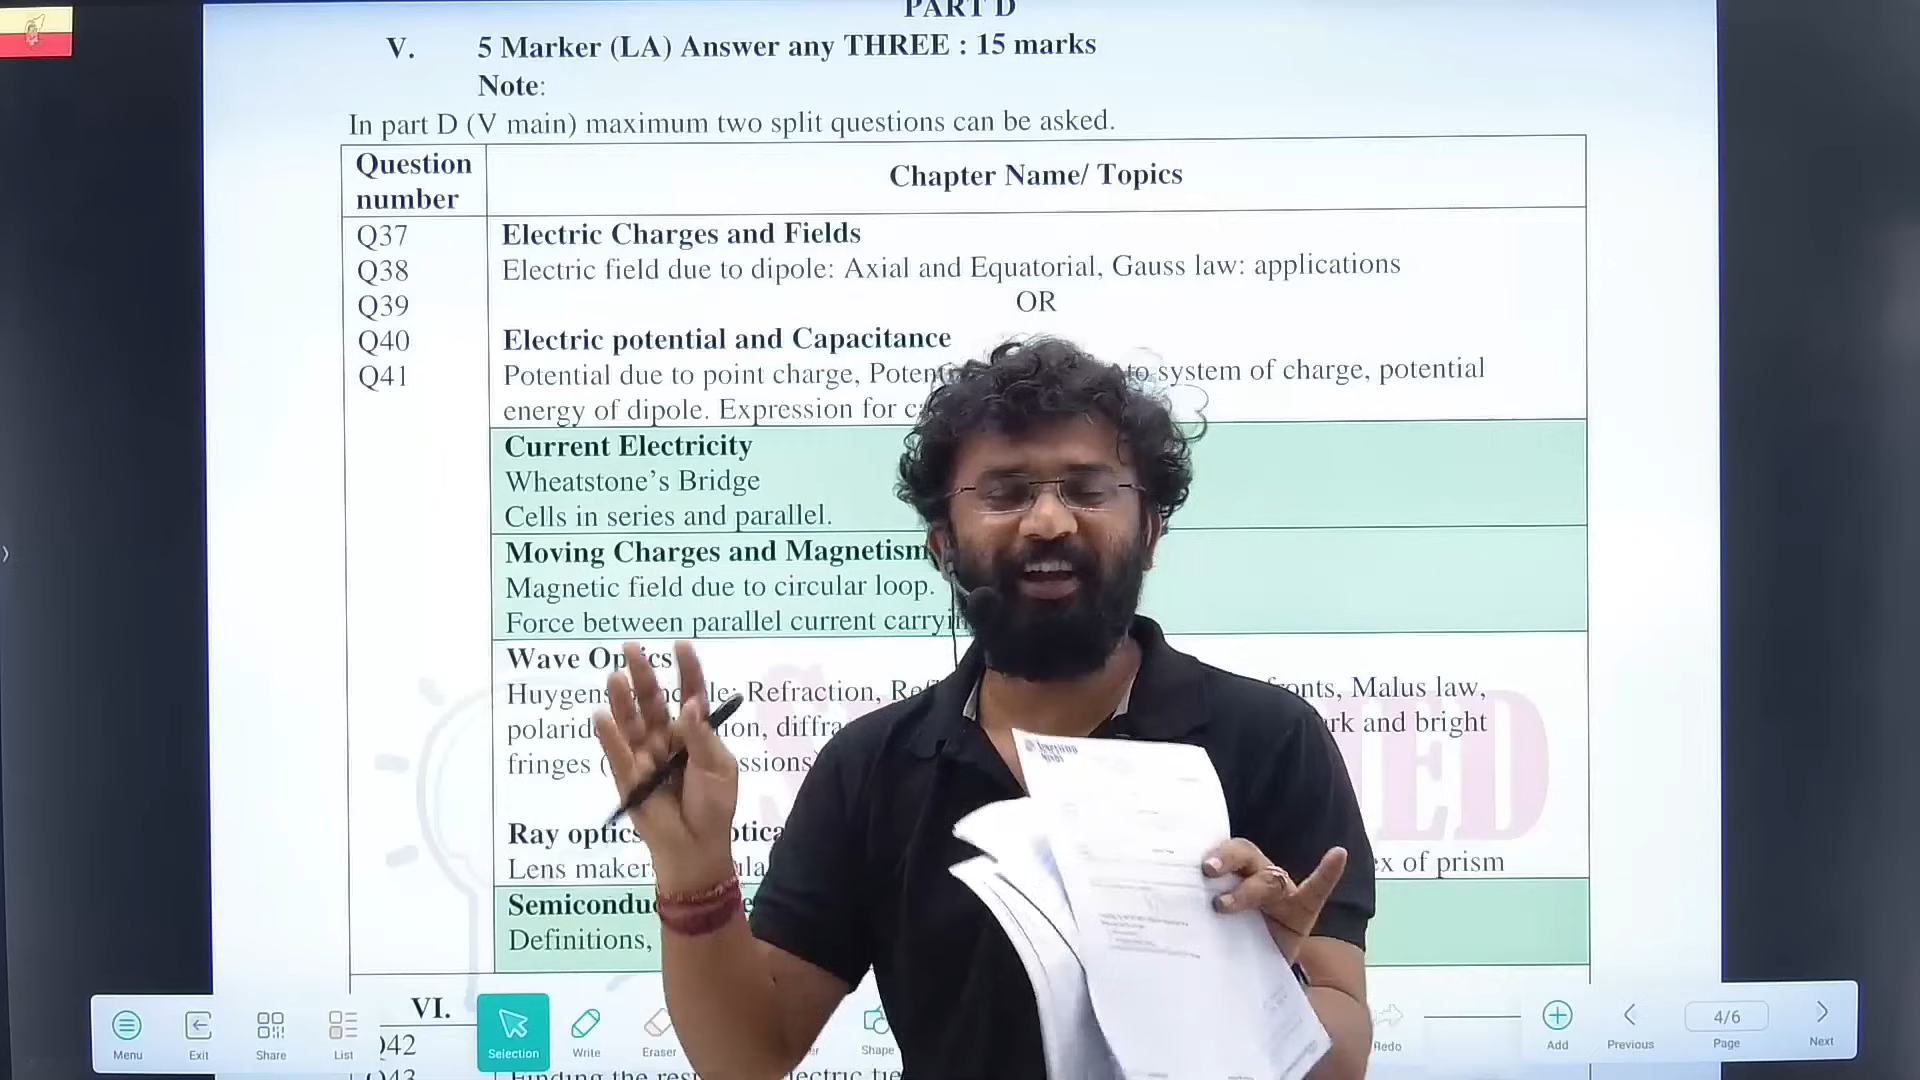 PART D
V. 5 Marker (LA) Answer any THREE : 15 marks
Note:
In part D (V main) maximum two split questions can be asked.
Question number
Chapter Name/ Topics
Q37
Q38
Q39
Q40
Q41
Electric Charges and Fields
Electric field due to dipole: Axial and Equatorial, Gauss law: applications
OR
Electric potential and Capacitance
Potential due to point charge, to system of charge, potential
energy of dipole. Expression for
Current Electricity
Wheatstone’s Bridge
Cells in series and parallel.
Moving Charges and Magnetism
Magnetic field due to circular loop.
Force between parallel current
Wave
Refraction, Malus law,
and bright
fringes
Ray
Lens of prism
Definitions,
VI.
Menu
Exit
Share
List
Selection
Write
Eraser
Shape
Redo
Add
Previous
4/6
Page
Next
Finding the